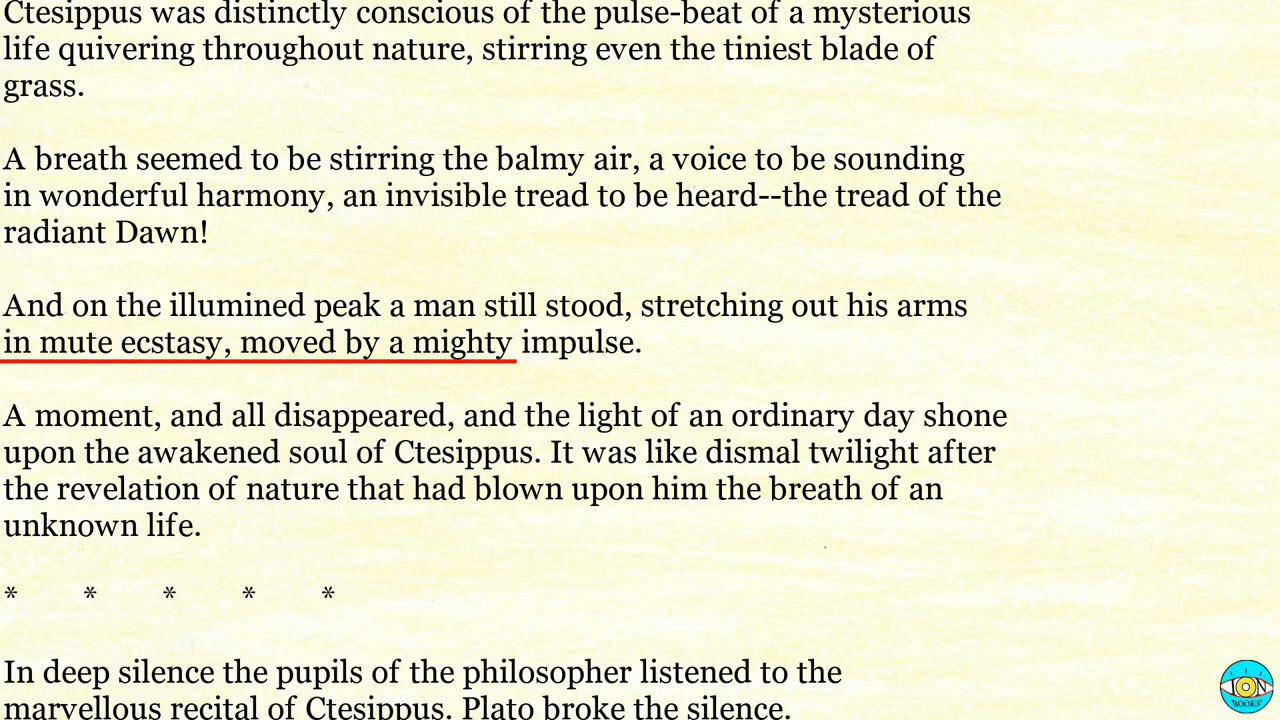 Ctesippus was distinctly conscious of the pulse-beat of a mysterious
life quivering throughout nature, stirring even the tiniest blade of
grass.
A breath seemed to be stirring the balmy air, a voice to be sounding
in wonderful harmony, an invisible tread to be heard--the tread of the
radiant Dawn!
And on the illumined peak a man still stood, stretching out his arms
in mute ecstasy, moved by a mighty impulse.
A moment, and all disappeared, and the light of an ordinary day shone
upon the awakened soul of Ctesippus. It was like dismal twilight after
the revelation of nature that had blown upon him the breath of an
unknown life.
* * * * *
In deep silence the pupils of the philosopher listened to the
marvellous recital of Ctesippus. Plato broke the silence.
ION
BOOKS